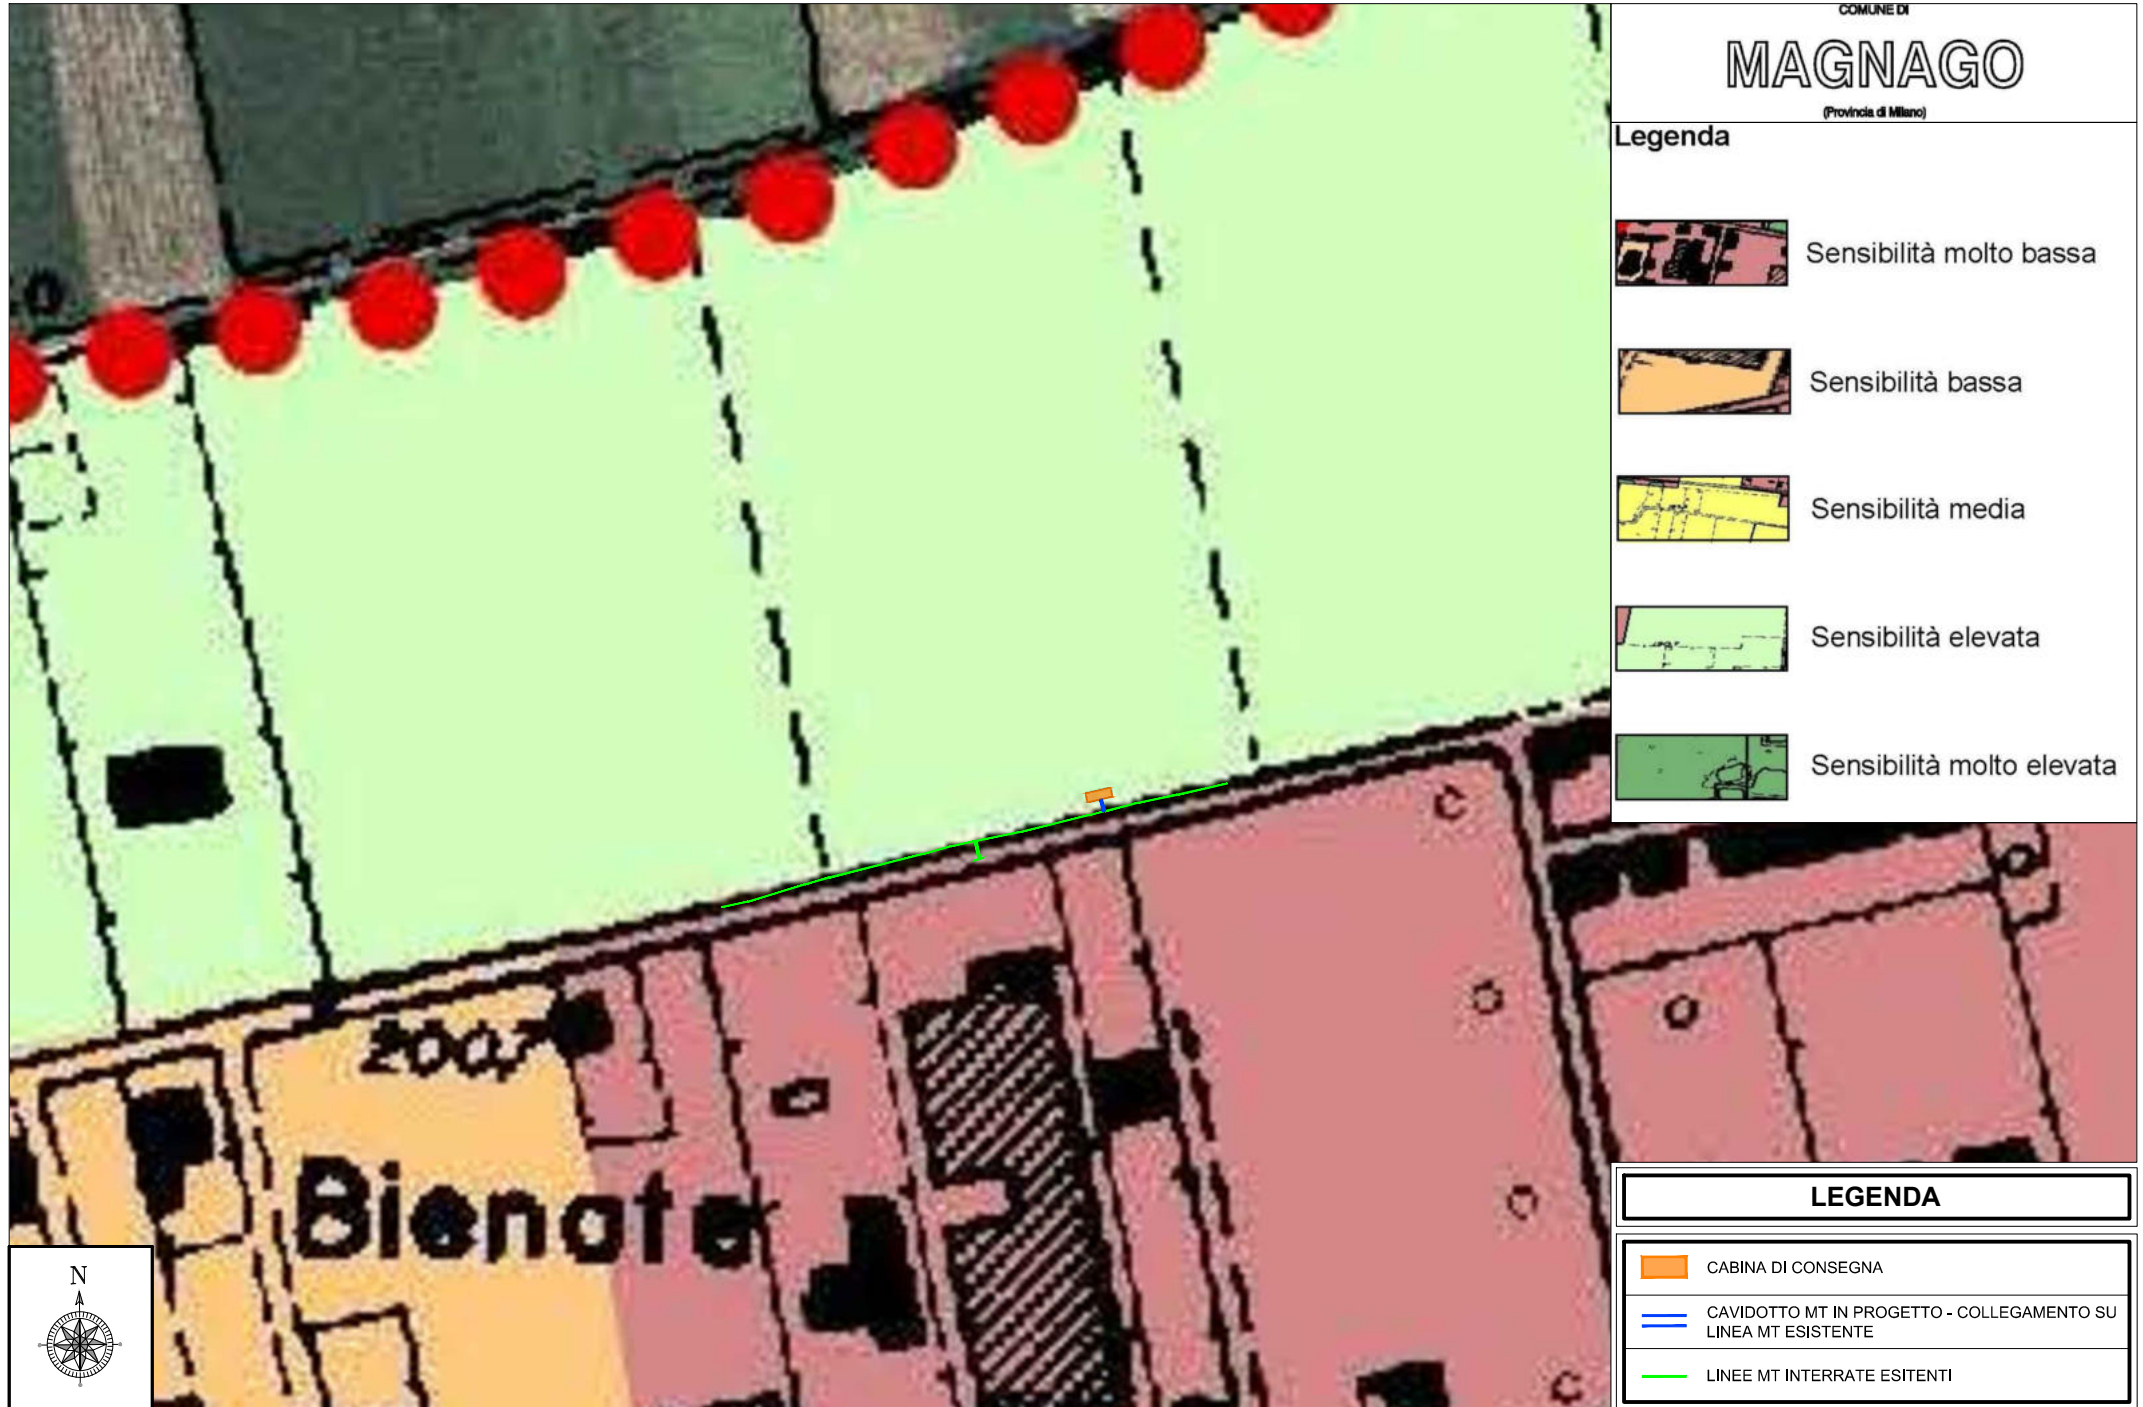 COMUNE DI
MAGNAGO
(Provincia di Milano)
Legenda
Sensibilità molto bassa
Sensibilità bassa
Sensibilità media
Sensibilità elevata
Sensibilità molto elevata
2007
Bienate
N
LEGENDA
CABINA DI CONSEGNA
CAVIDOTTO MT IN PROGETTO - COLLEGAMENTO SU
LINEA MT ESISTENTE
LINEE MT INTERRATE ESITENTI